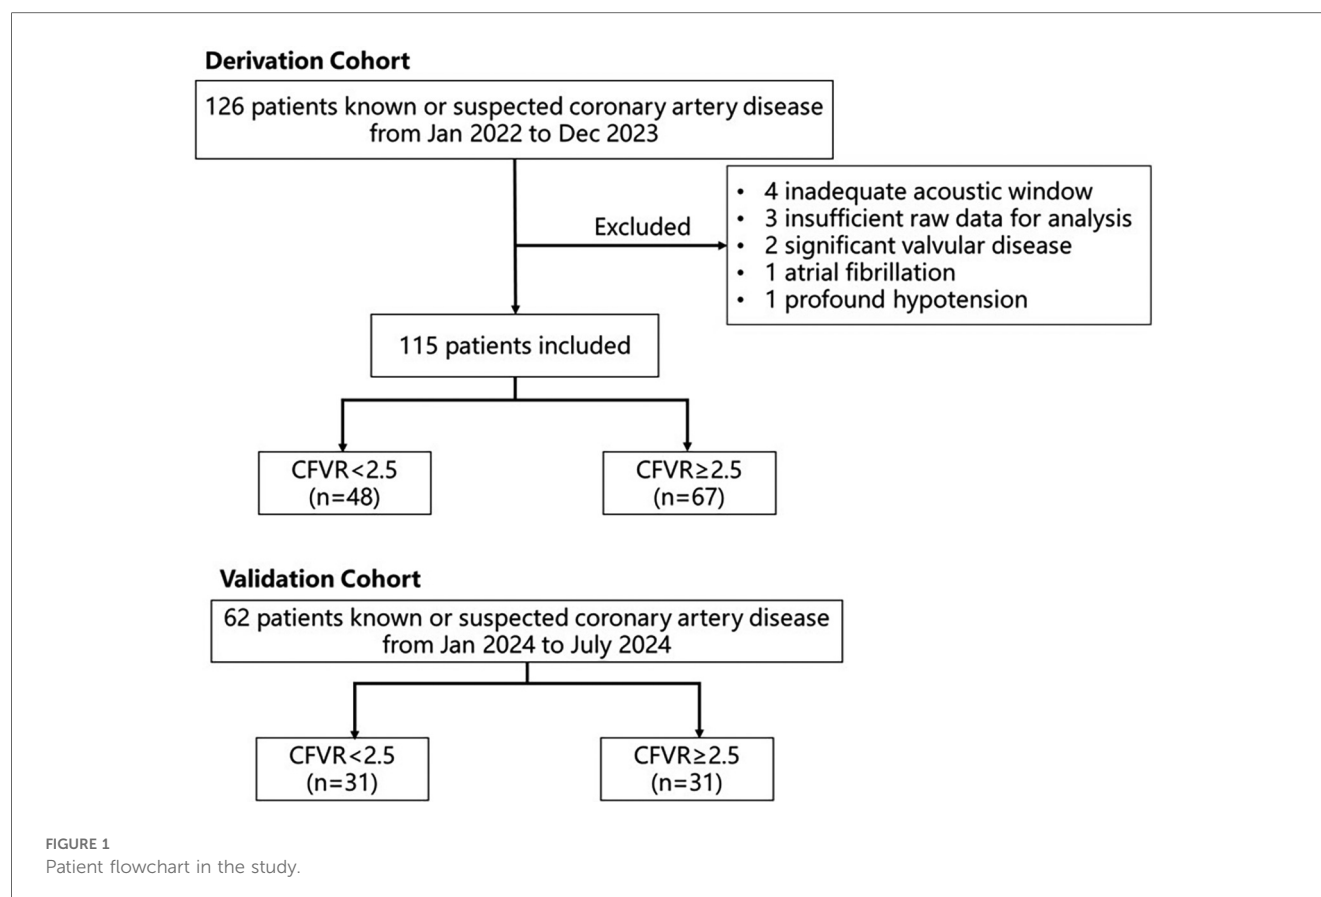 Derivation Cohort
126 patients known or suspected coronary artery disease
from Jan 2022 to Dec 2023
Excluded
• 4 inadequate acoustic window
• 3 insufficient raw data for analysis
• 2 significant valvular disease
• 1 atrial fibrillation
• 1 profound hypotension
115 patients included
CFVR<2.5
(n=48)
CFVR≥2.5
(n=67)
Validation Cohort
62 patients known or suspected coronary artery disease
from Jan 2024 to July 2024
CFVR<2.5
(n=31)
CFVR≥2.5
(n=31)
FIGURE 1
Patient flowchart in the study.